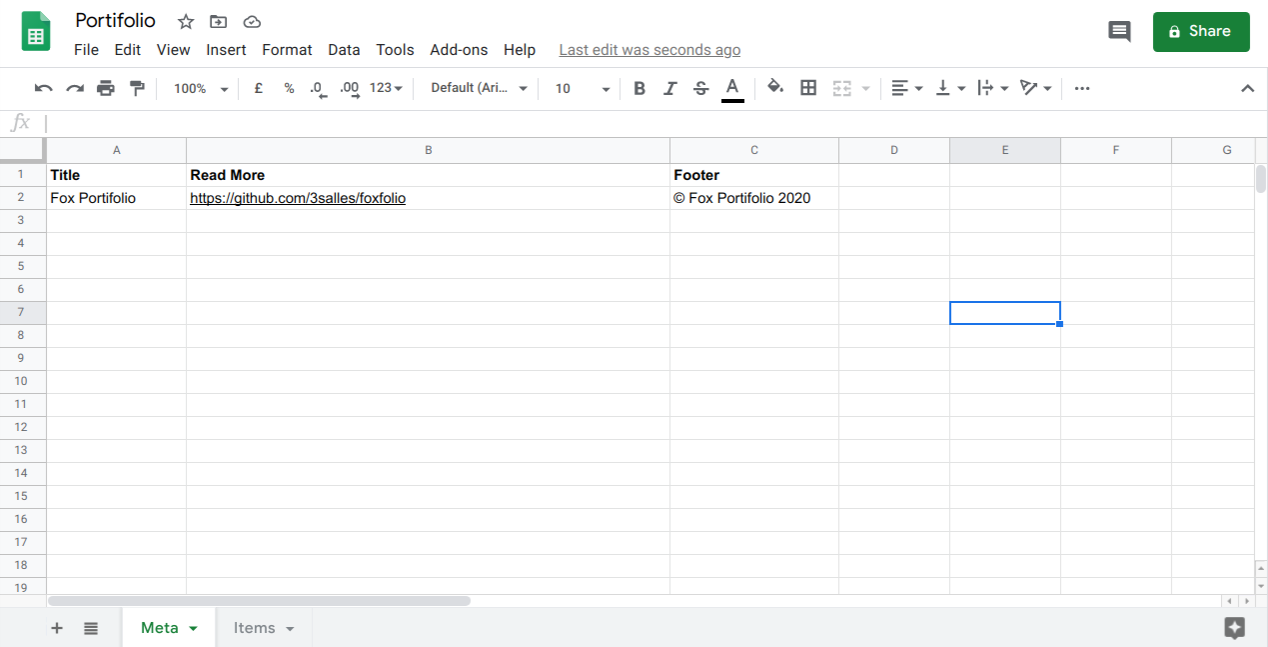 Portifolio
File Edit View Insert Format Data Tools Add-ons Help Last edit was seconds ago
Share
100% £ % .0 .00 123 Default (Ari... 10 B I S A
fx
A B C D E F G
1 Title Read More Footer
2 Fox Portifolio https://github.com/3salles/foxfolio © Fox Portifolio 2020
3
4
5
6
7
8
9
10
11
12
13
14
15
16
17
18
19
Meta Items